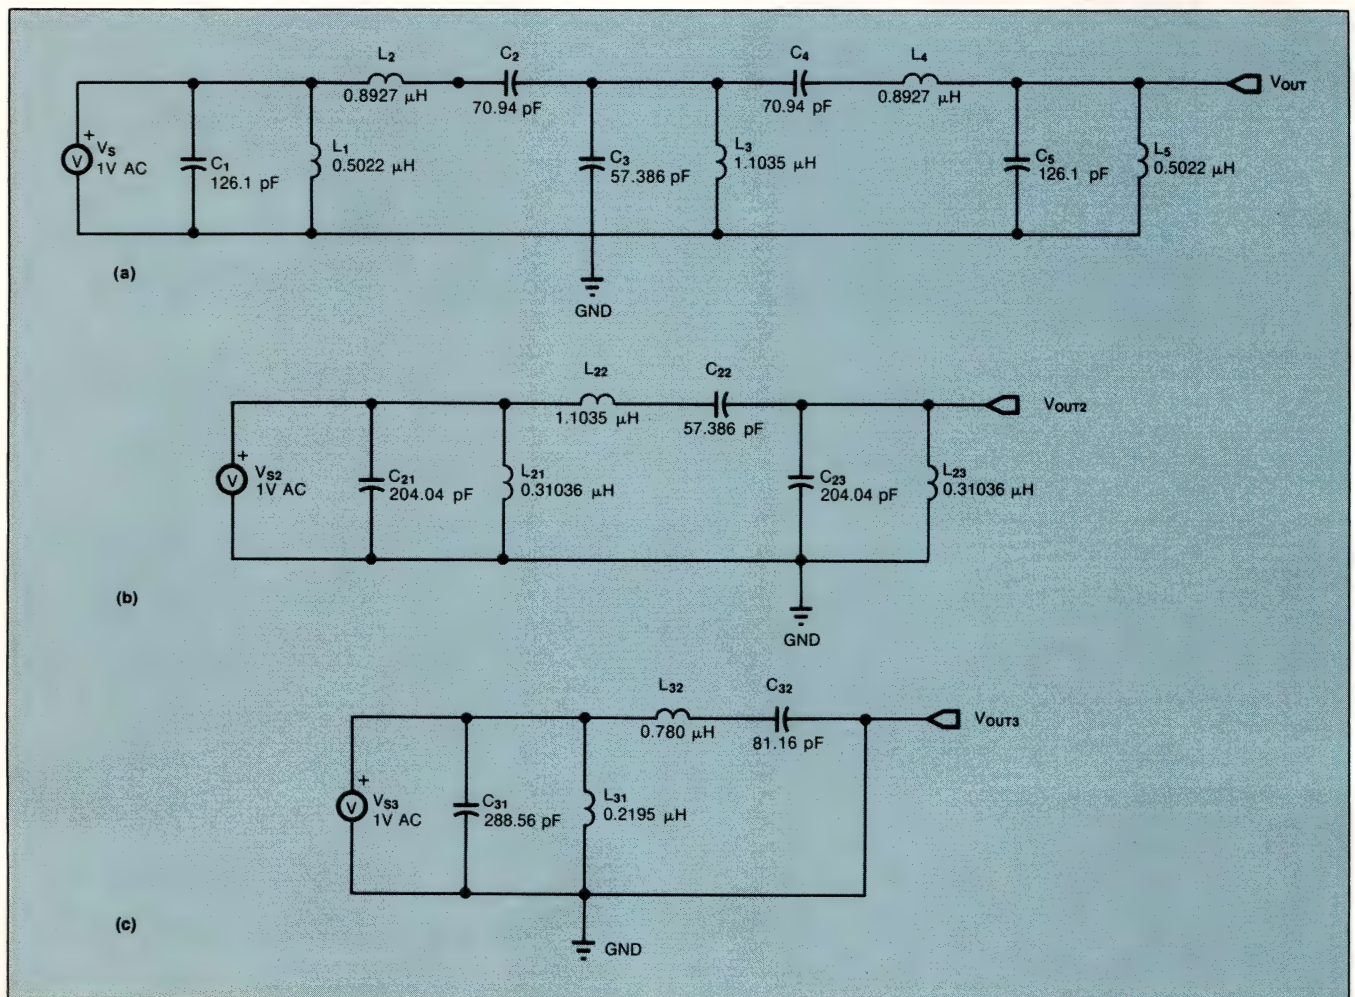 L2
0.8927 μH
C2
70.94 pF
C4
70.94 pF
L4
0.8927 μH
VOUT
+
V
VS
1V AC
C1
126.1 pF
L1
0.5022 μH
C3
57.386 pF
L3
1.1035 μH
C5
126.1 pF
L5
0.5022 μH
(a)
GND
L22
1.1035 μH
C22
57.386 pF
VOUT2
+
V
VS2
1V AC
C21
204.04 pF
L21
0.31036 μH
C23
204.04 pF
L23
0.31036 μH
(b)
GND
L32
0.780 μH
C32
81.16 pF
VOUT3
+
V
VS3
1V AC
C31
288.56 pF
L31
0.2195 μH
(c)
GND